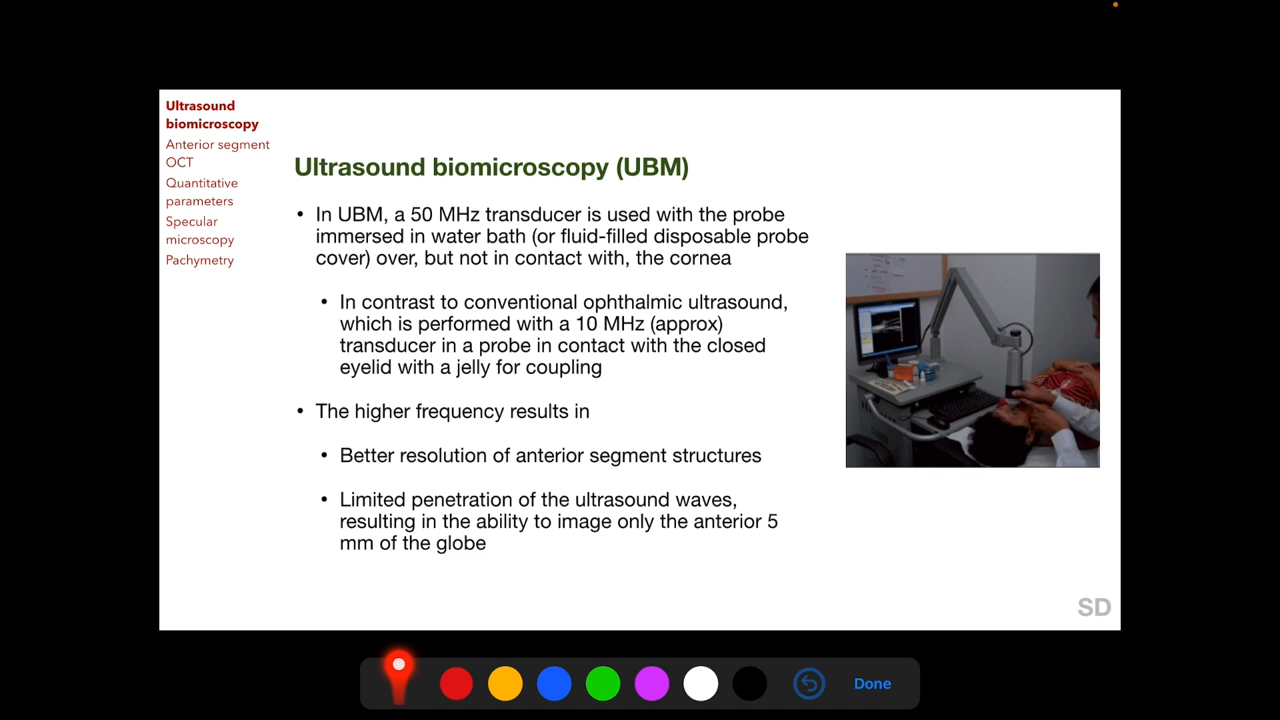 Ultrasound
biomicroscopy
Anterior segment
OCT
Quantitative
parameters
Specular
microscopy
Pachymetry
Ultrasound biomicroscopy (UBM)
• In UBM, a 50 MHz transducer is used with the probe
immersed in water bath (or fluid-filled disposable probe
cover) over, but not in contact with, the cornea
• In contrast to conventional ophthalmic ultrasound,
which is performed with a 10 MHz (approx)
transducer in a probe in contact with the closed
eyelid with a jelly for coupling
• The higher frequency results in
• Better resolution of anterior segment structures
• Limited penetration of the ultrasound waves,
resulting in the ability to image only the anterior 5
mm of the globe
SD
Done